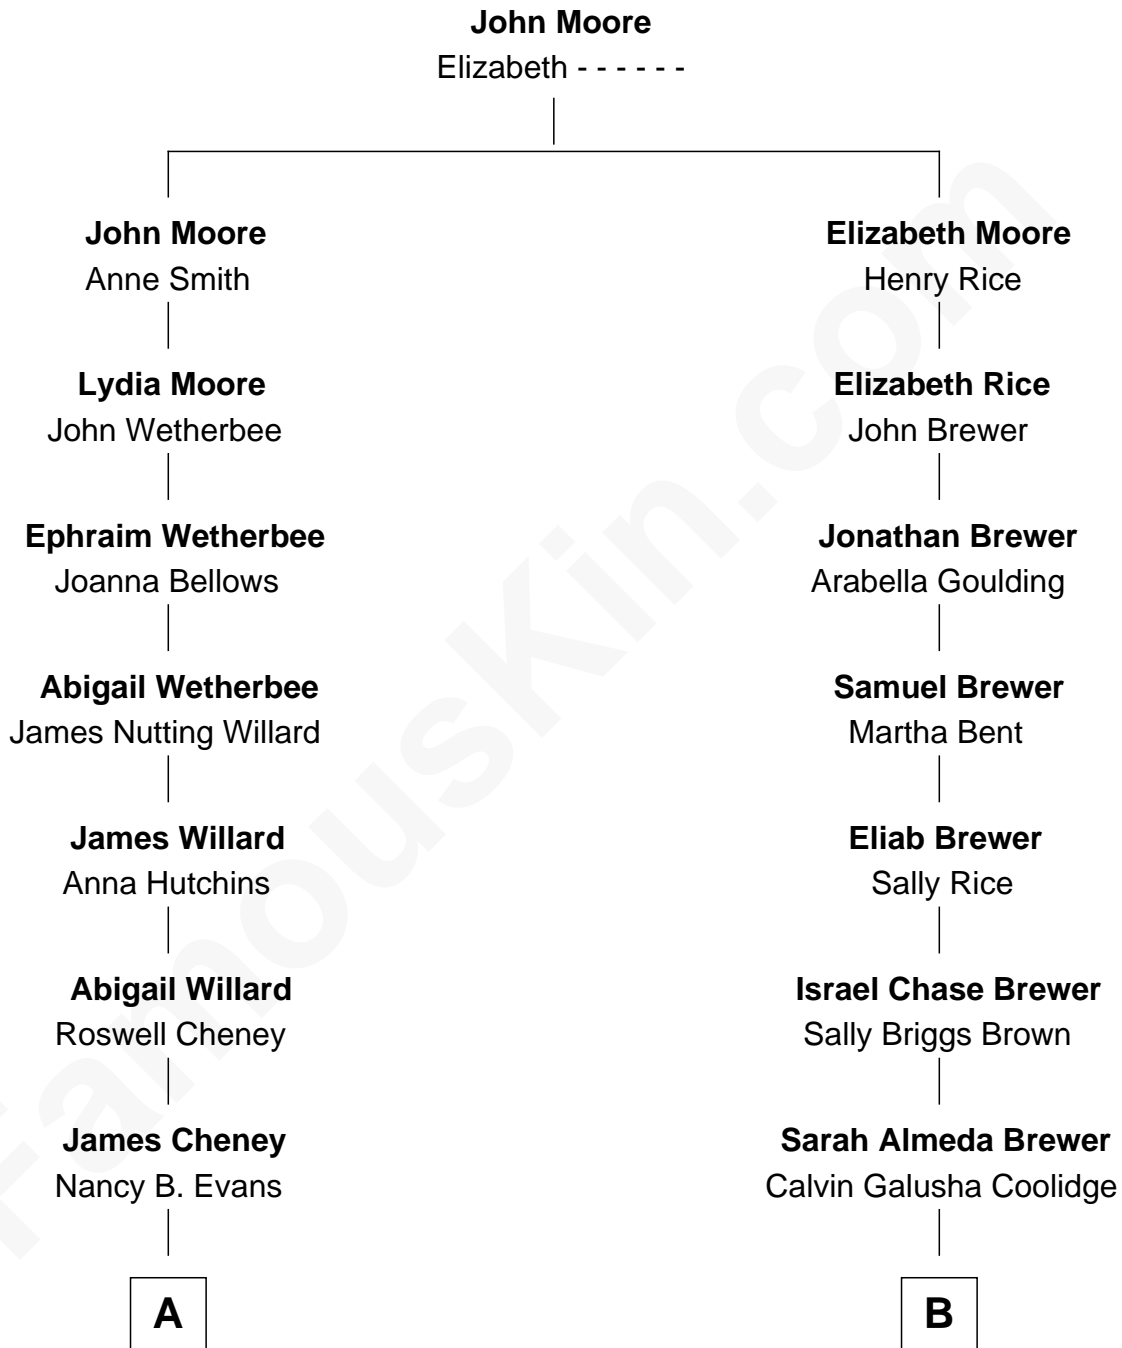 John Moore
Elizabeth - - - - - -
John Moore
Anne Smith
Elizabeth Moore
Henry Rice
Lydia Moore
John Wetherbee
Elizabeth Rice
John Brewer
Ephraim Wetherbee
Joanna Bellows
Jonathan Brewer
Arabella Goulding
Abigail Wetherbee
James Nutting Willard
Samuel Brewer
Martha Bent
James Willard
Anna Hutchins
Eliab Brewer
Sally Rice
Abigail Willard
Roswell Cheney
Israel Chase Brewer
Sally Briggs Brown
James Cheney
Nancy B. Evans
Sarah Almeda Brewer
Calvin Galusha Coolidge
A
B
FamousKin.com